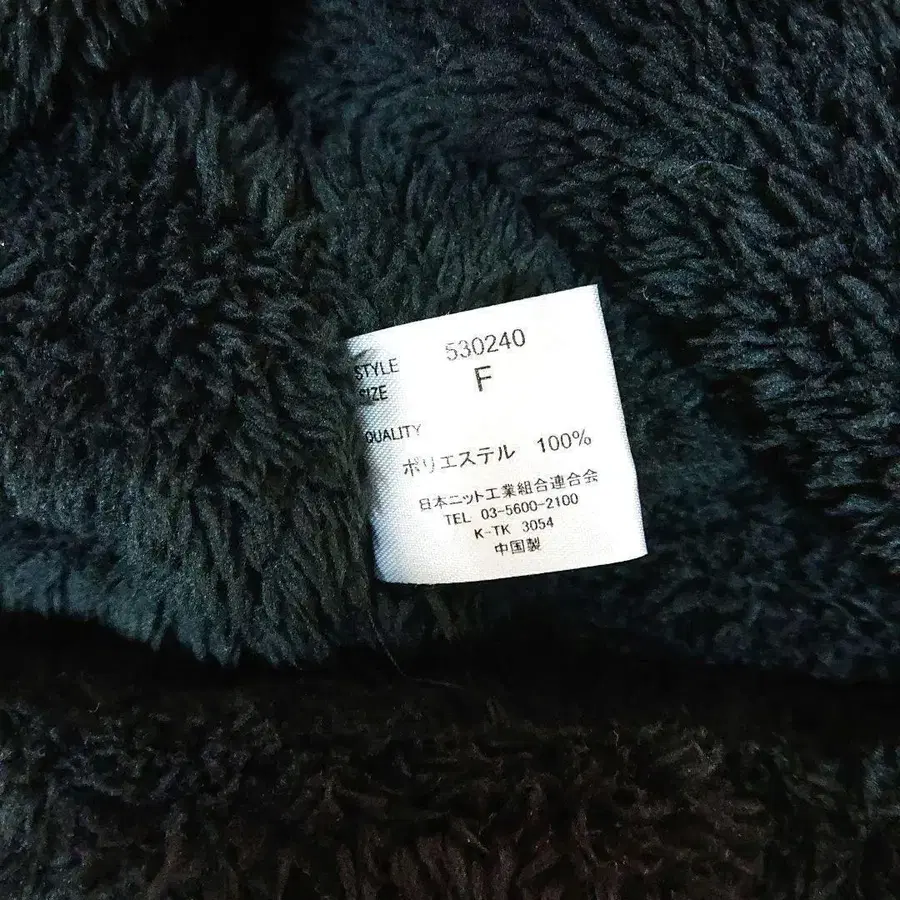 STYLE 530240
SIZE F
QUALITY
ポリエステル 100%
日本ニット工業組合連合会
TEL 03-5600-2100
K-TK 3054
中国製